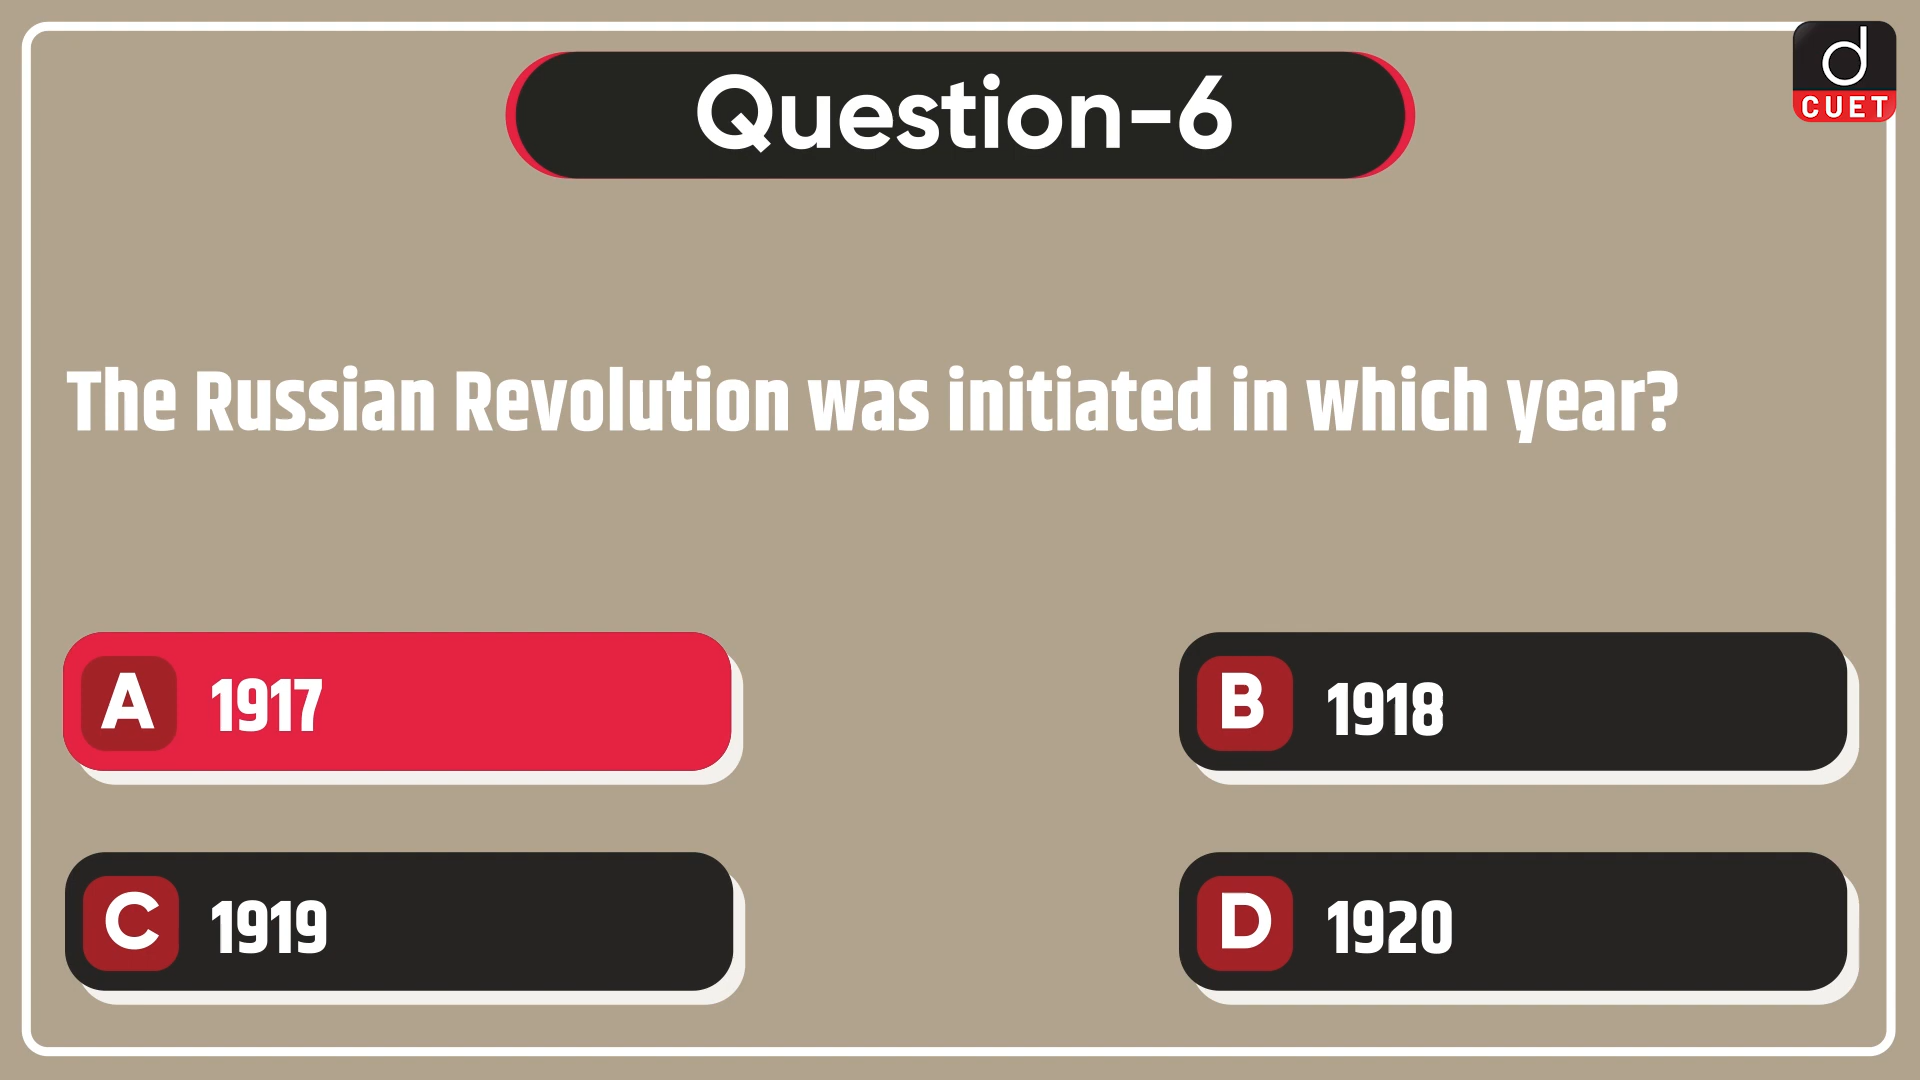 Question-6
d
CUET
The Russian Revolution was initiated in which year?
A 1917
B 1918
C 1919
D 1920